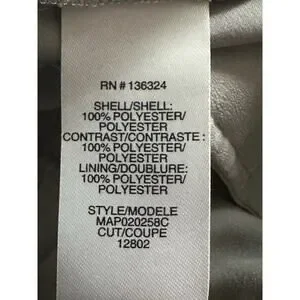 RN # 136324
SHELL/SHELL:
100% POLYESTER/
POLYESTER
CONTRAST/CONTRASTE :
100% POLYESTER/
POLYESTER
LINING/DOUBLURE:
100% POLYESTER/
POLYESTER
STYLE/MODELE
MAP020258C
CUT/COUPE
12802